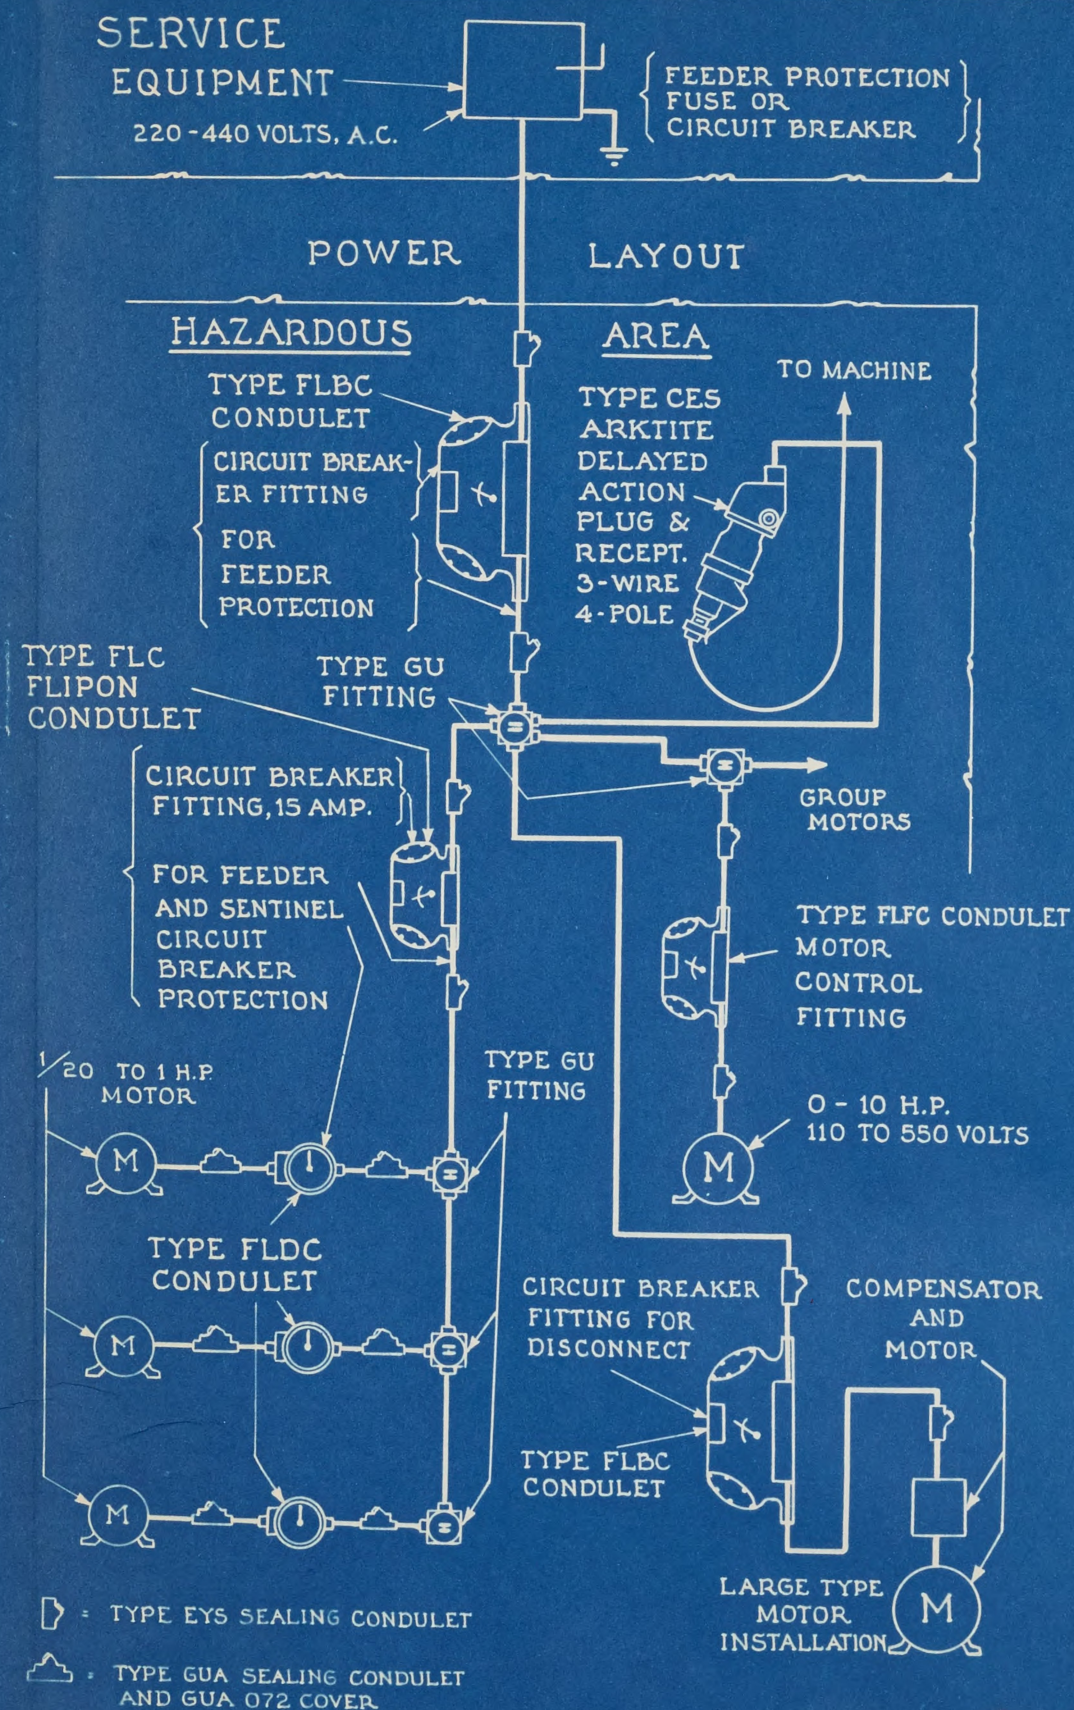 SERVICE
EQUIPMENT
220-440 VOLTS, A.C.
FEEDER PROTECTION
FUSE OR
CIRCUIT BREAKER
POWER LAYOUT
HAZARDOUS AREA
TYPE FLBC
CONDULET
CIRCUIT BREAK-
ER FITTING
FOR
FEEDER
PROTECTION
TYPE CES
ARKTITE
DELAYED
ACTION
PLUG &
RECEPT.
3-WIRE
4-POLE
TO MACHINE
TYPE FLC
FLIPON
CONDULET
TYPE GU
FITTING
CIRCUIT BREAKER
FITTING, 15 AMP.
FOR FEEDER
AND SENTINEL
CIRCUIT
BREAKER
PROTECTION
GROUP
MOTORS
TYPE FLFC CONDULET
MOTOR
CONTROL
FITTING
1/20 TO 1 H.P.
MOTOR
TYPE GU
FITTING
0-10 H.P.
110 TO 550 VOLTS
M
M
TYPE FLDC
CONDULET
M
M
CIRCUIT BREAKER
FITTING FOR
DISCONNECT
TYPE FLBC
CONDULET
COMPENSATOR
AND
MOTOR
LARGE TYPE
MOTOR
INSTALLATION
M
= TYPE EYS SEALING CONDULET
= TYPE GUA SEALING CONDULET
AND GUA 072 COVER